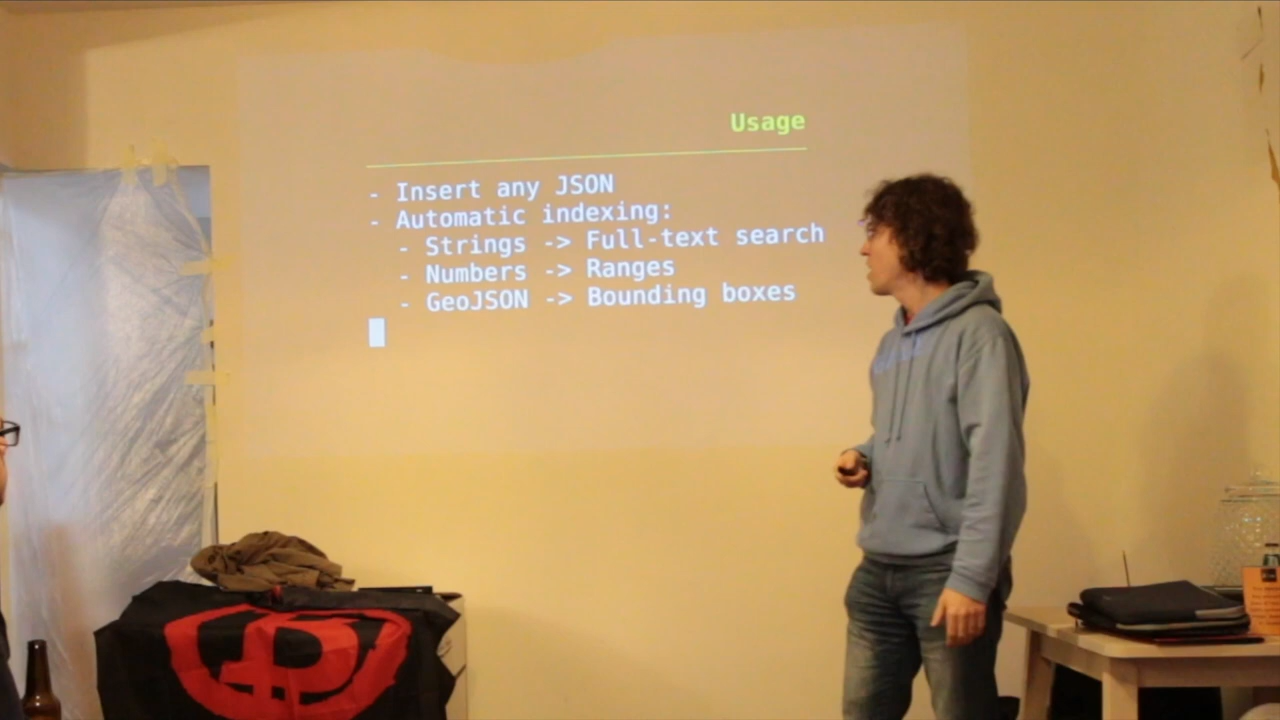 Usage
- Insert any JSON
- Automatic indexing:
- Strings -> Full-text search
- Numbers -> Ranges
- GeoJSON -> Bounding boxes